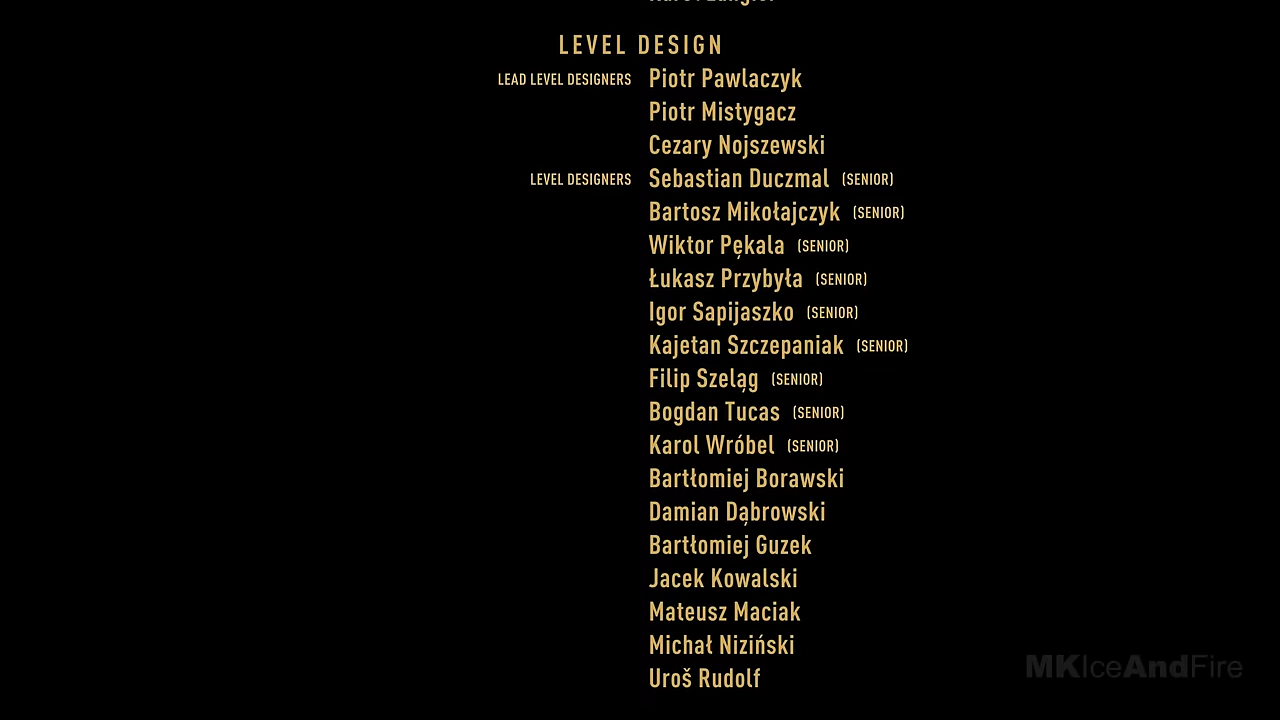 LEVEL DESIGN
LEAD LEVEL DESIGNERS Piotr Pawlaczyk
Piotr Mistygacz
Cezary Nojszewski
LEVEL DESIGNERS Sebastian Duczmal (SENIOR)
Bartosz Mikołajczyk (SENIOR)
Wiktor Pękala (SENIOR)
Łukasz Przybyła (SENIOR)
Igor Sapijaszko (SENIOR)
Kajetan Szczepaniak (SENIOR)
Filip Szeląg (SENIOR)
Bogdan Tucas (SENIOR)
Karol Wróbel (SENIOR)
Bartłomiej Borawski
Damian Dąbrowski
Bartłomiej Guzek
Jacek Kowalski
Mateusz Maciak
Michał Niziński
Uroš Rudolf
MKIceAndFire